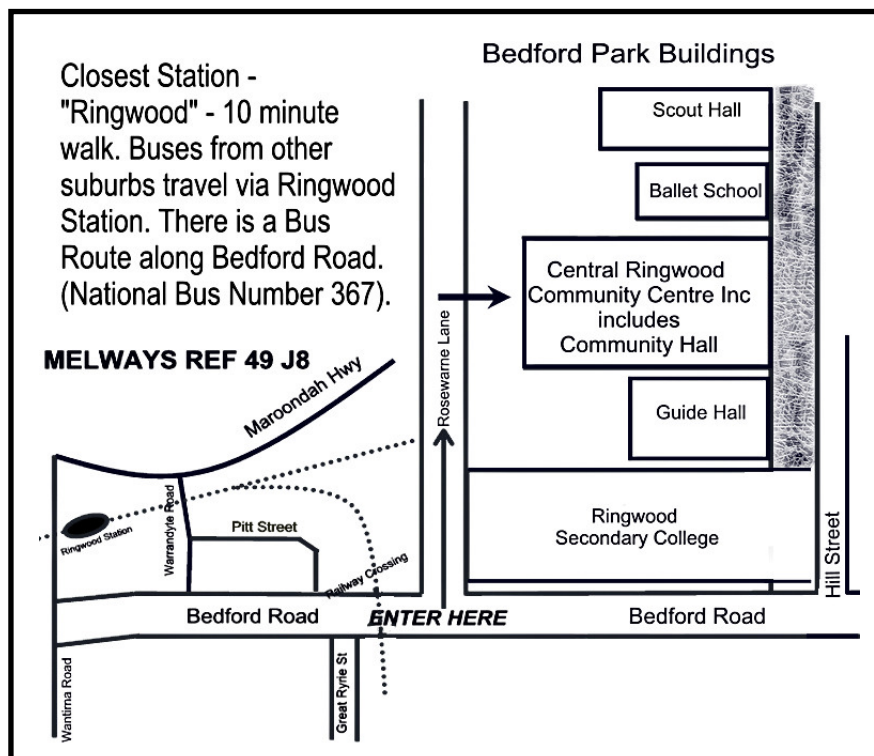 Bedford Park Buildings
Closest Station -
"Ringwood" - 10 minute
walk. Buses from other
suburbs travel via Ringwood
Station. There is a Bus
Route along Bedford Road.
(National Bus Number 367).
Scout Hall
Ballet School
Central Ringwood
Community Centre Inc
includes
Community Hall
MELWAYS REF 49 J8
Maroondah Hwy
Rosewarne Lane
Guide Hall
Warrandyte Road
Ringwood Station
Pitt Street
Ringwood
Secondary College
Railway Crossing
Hill Street
Bedford Road
ENTER HERE
Bedford Road
Wantirna Road
Great Ryrie St